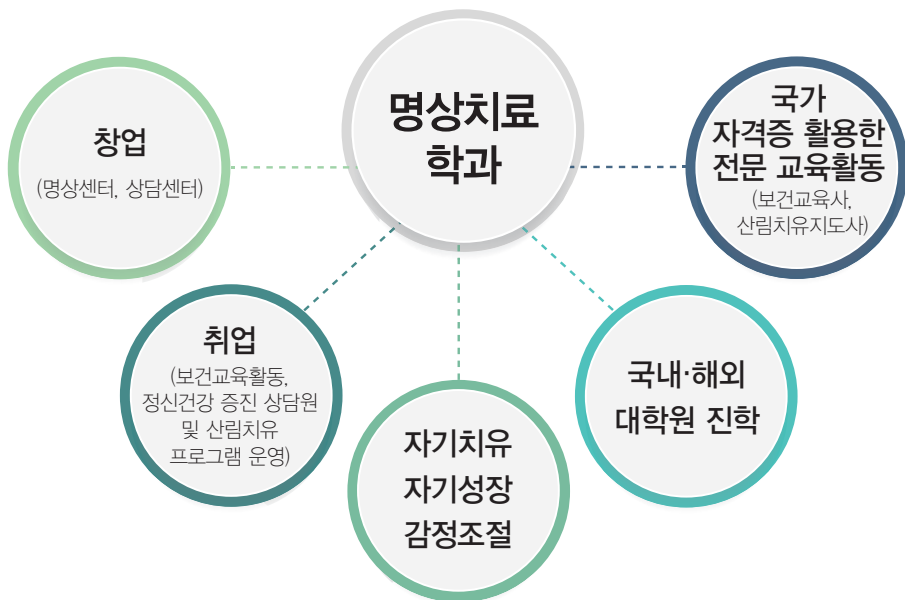 명상치료
학과
창업
(명상센터, 상담센터)
국가
자격증 활용한
전문 교육활동
(보건교육사,
산림치유지도사)
취업
(보건교육활동,
정신건강 증진 상담원
및 산림치유
프로그램 운영)
자기치유
자기성장
감정조절
국내·해외
대학원 진학